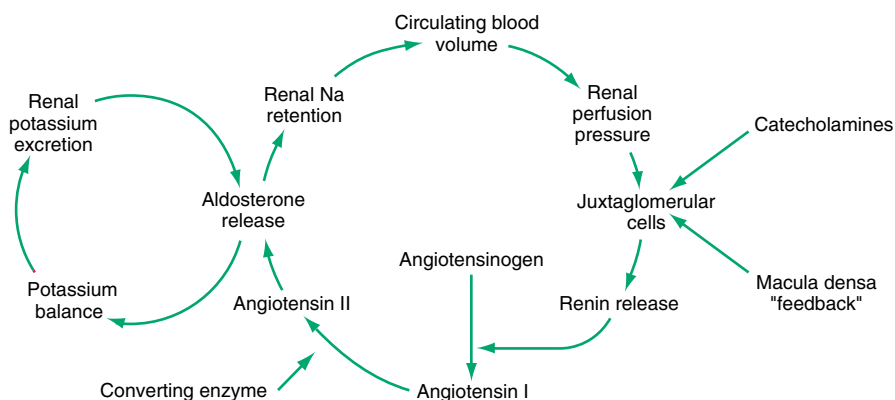 Circulating blood
volume
Renal
potassium
excretion
Renal Na
retention
Renal
perfusion
pressure
Catecholamines
Aldosterone
release
Juxtaglomerular
cells
Angiotensinogen
Potassium
balance
Angiotensin II
Renin release
Macula densa
"feedback"
Converting enzyme
Angiotensin I